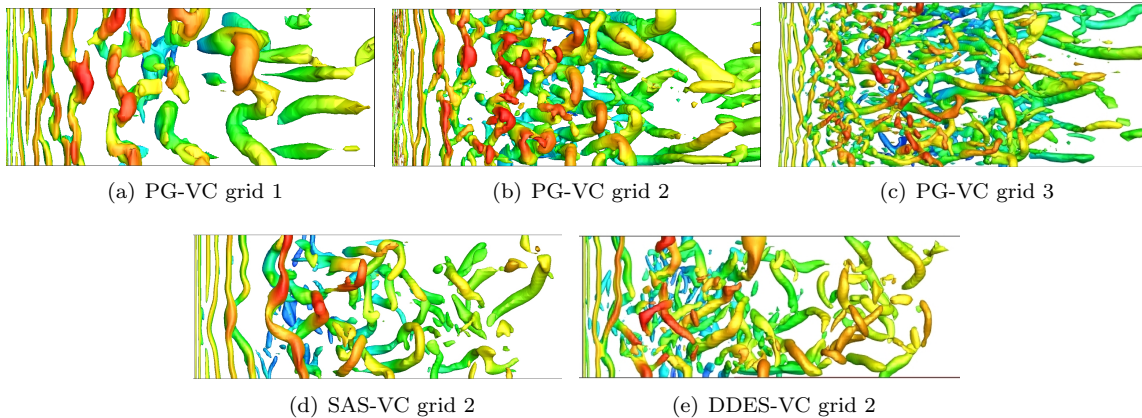 (a) PG-VC grid 1
(b) PG-VC grid 2
(c) PG-VC grid 3
(d) SAS-VC grid 2
(e) DDES-VC grid 2